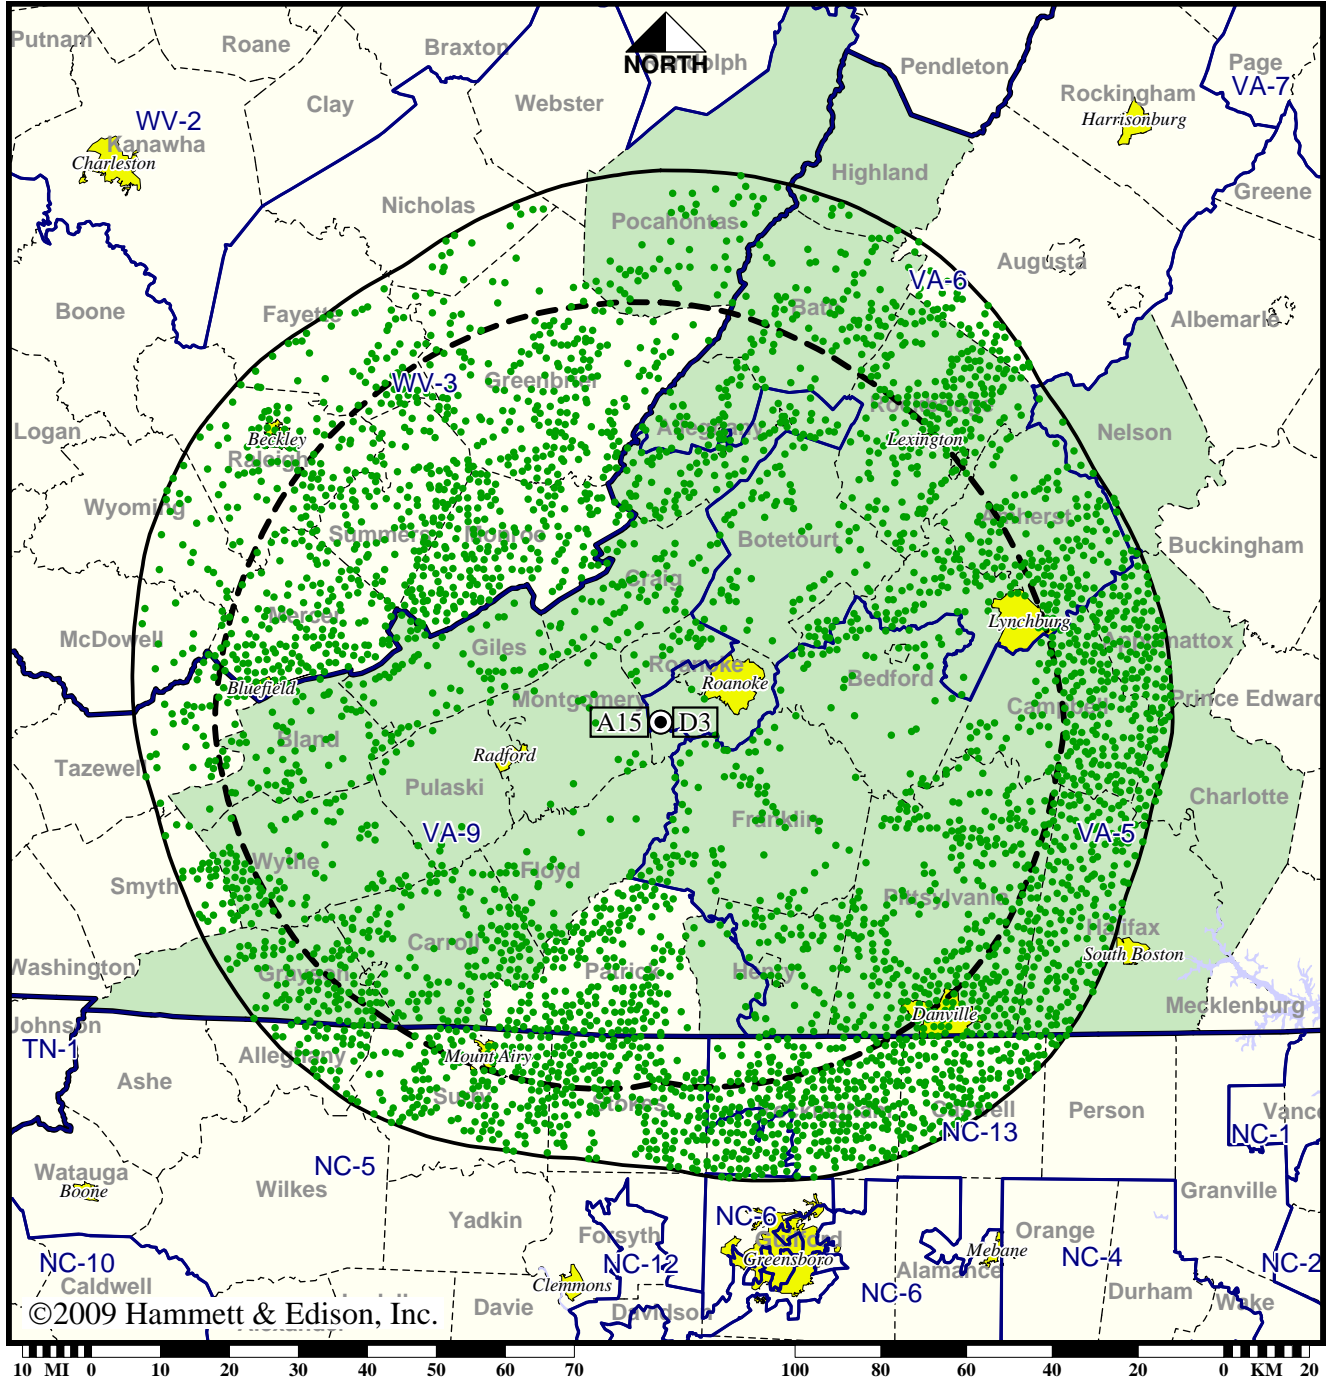 Putnam
Roane
Braxton
NORTH
Randolph
Pendleton
Page
VA-7
Rockingham
Harrisonburg
WV-2
Kanawha
Charleston
Clay
Webster
Highland
Greene
Nicholas
Pocahontas
Augusta
VA-6
Boone
Fayette
Bath
Albemarle
WV-3
Greenbrier
Rockbridge
Lexington
Logan
Beckley
Raleigh
Alleghany
Nelson
Wyoming
Summers
Monroe
Botetourt
Amherst
Buckingham
Craig
Mercer
McDowell
Giles
Roanoke
Roanoke
Lynchburg
Appomattox
Bedford
Bluefield
Montgomery
Campbell
Prince Edward
A15
D3
Bland
Radford
Tazewell
Pulaski
Charlotte
VA-9
Franklin
VA-5
Wythe
Floyd
Smyth
Pittsylvania
Halifax
South Boston
Carroll
Washington
Grayson
Patrick
Henry
Mecklenburg
Danville
Johnson
TN-1
Alleghany
Mount Airy
Ashe
Surry
Stokes
Rockingham
Caswell
NC-13
Person
Vance
NC-1
Watauga
Boone
NC-5
Wilkes
Granville
Yadkin
Forsyth
NC-6
Guilford
Greensboro
Orange
Mebane
NC-10
Caldwell
NC-12
Alamance
NC-4
NC-2
Clemmons
NC-6
Durham
Wake
Davie
Davidson
©2009 Hammett & Edison, Inc.
10 MI 0 10 20 30 40 50 60 70
100 80 60 40 20 0 KM 20